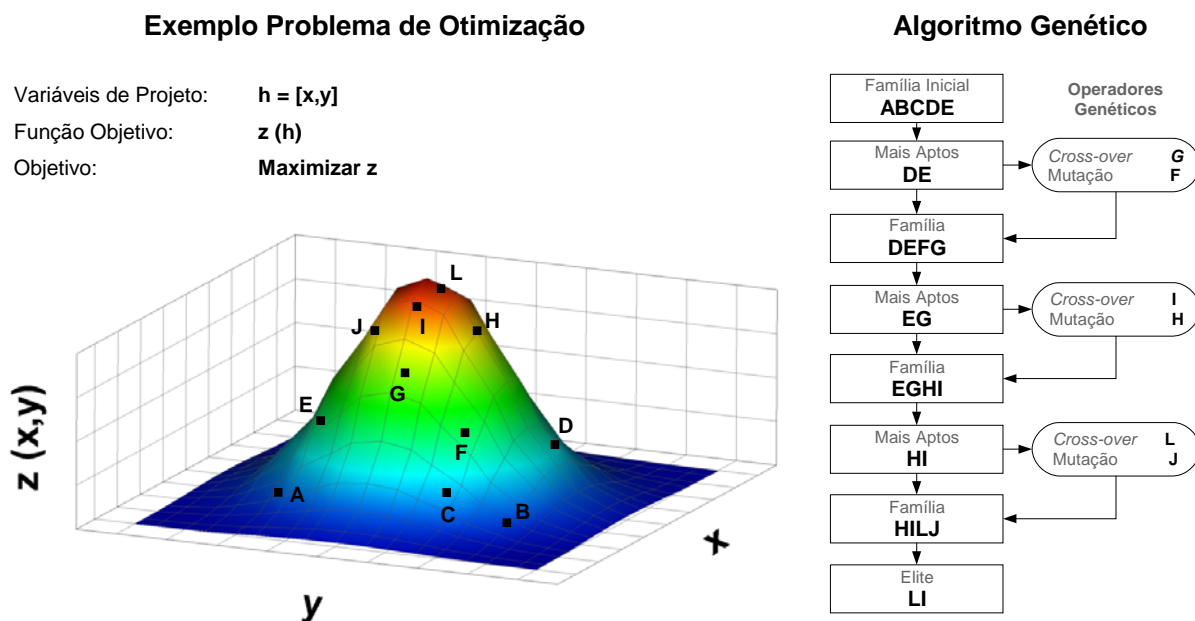 Exemplo Problema de Otimização
Variáveis de Projeto: h = [x,y]
Função Objetivo: z (h)
Objetivo: Maximizar z
L
J
I
H
G
E
D
F
A
C
B
z (x,y)
y
x
Algoritmo Genético
Operadores
Genéticos
Família Inicial
ABCDE
Mais Aptos
DE
Cross-over G
Mutação F
Família
DEFG
Mais Aptos
EG
Cross-over I
Mutação H
Família
EGHI
Mais Aptos
HI
Cross-over L
Mutação J
Família
HILJ
Elite
LI